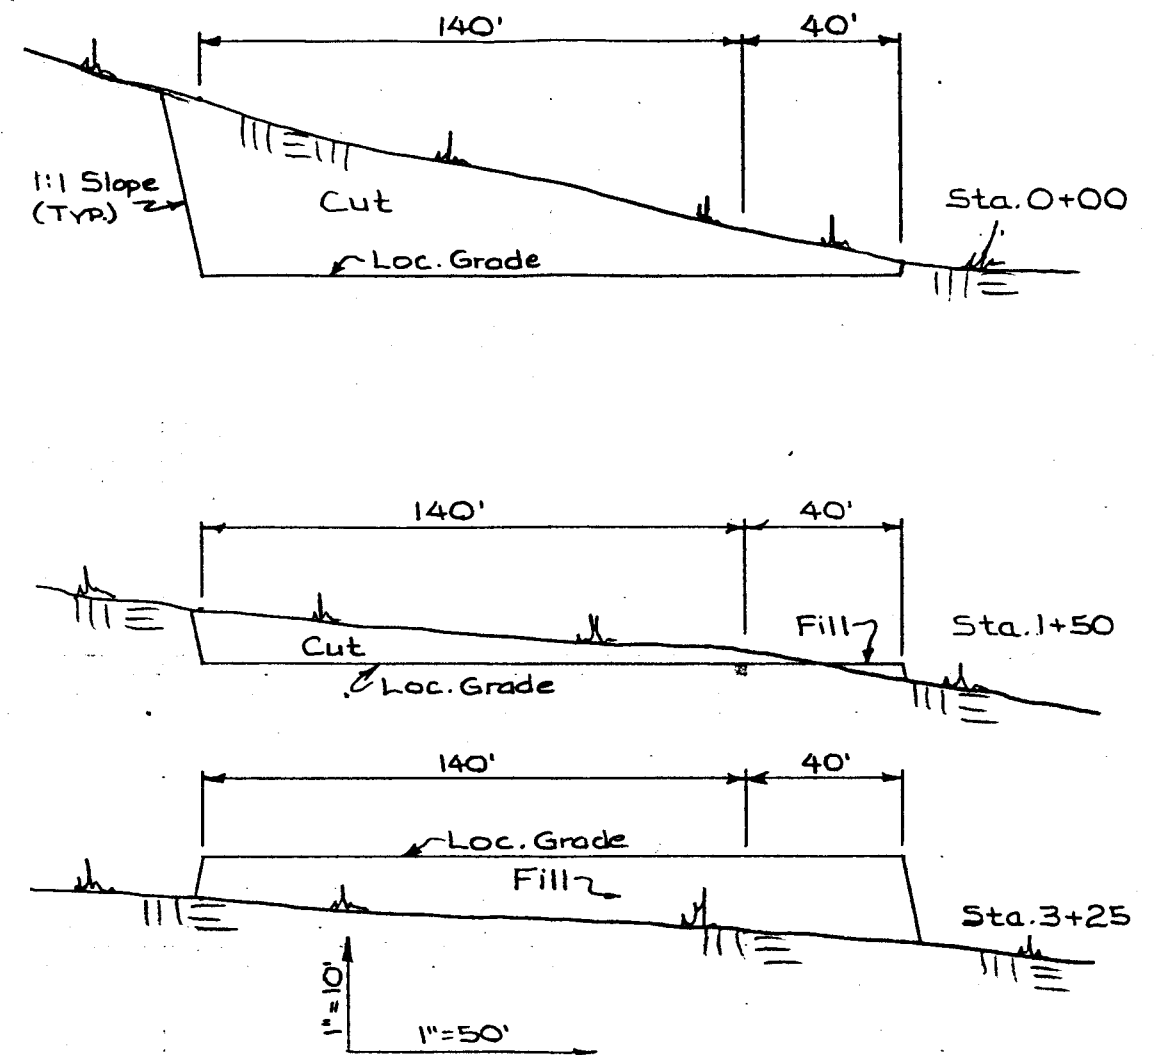 140'
40'
1:1 Slope
(Typ.)
Cut
Sta. 0+00
Loc. Grade
140'
40'
Fill
Sta. 1+50
Cut
Loc. Grade
140'
40'
Loc. Grade
Fill
Sta. 3+25
1" = 10'
1" = 50'